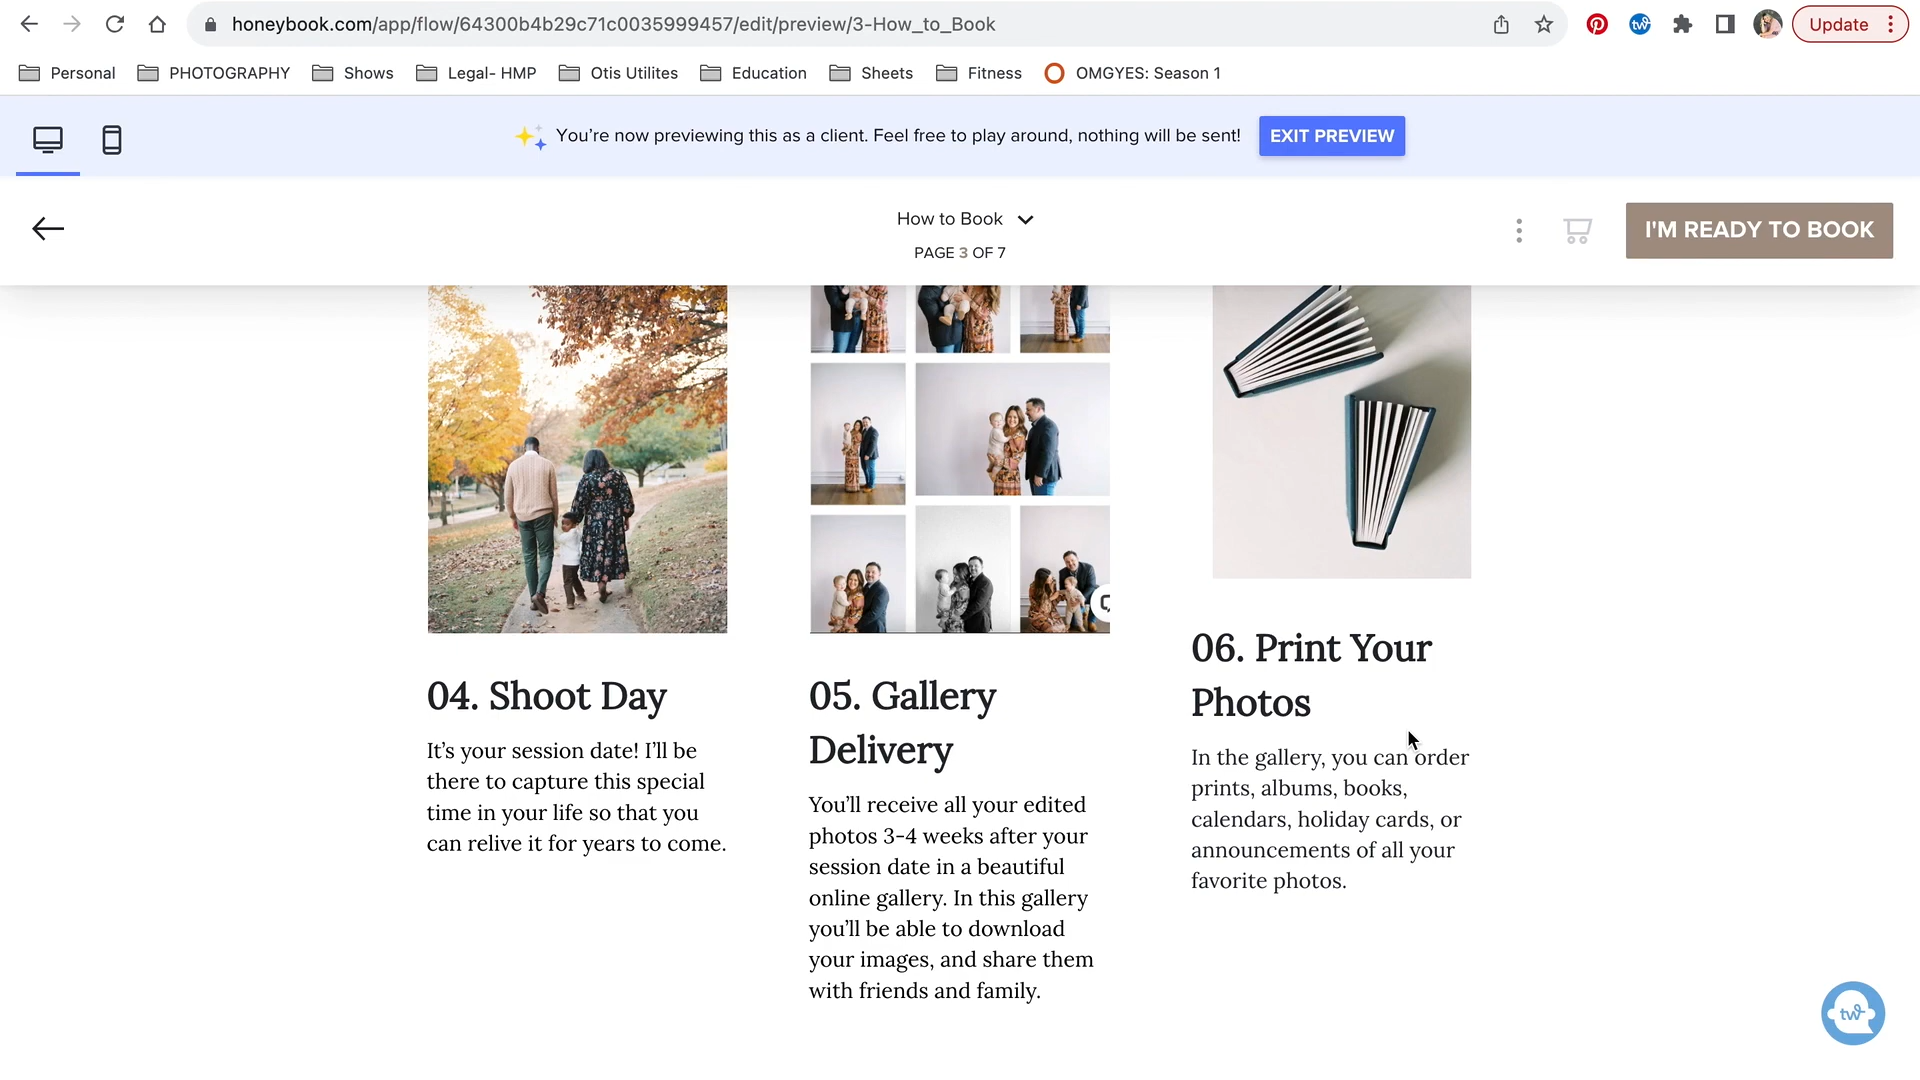 honeybook.com/app/flow/64300b4b29c71c0035999457/edit/preview/3-How_to_Book
Update
Personal
PHOTOGRAPHY
Shows
Legal- HMP
Otis Utilites
Education
Sheets
Fitness
OMGYES: Season 1
You're now previewing this as a client. Feel free to play around, nothing will be sent!
EXIT PREVIEW
How to Book
PAGE 3 OF 7
I'M READY TO BOOK
04. Shoot Day
It's your session date! I'll be
there to capture this special
time in your life so that you
can relive it for years to come.
05. Gallery
Delivery
You'll receive all your edited
photos 3-4 weeks after your
session date in a beautiful
online gallery. In this gallery
you'll be able to download
your images, and share them
with friends and family.
06. Print Your
Photos
In the gallery, you can order
prints, albums, books,
calendars, holiday cards, or
announcements of all your
favorite photos.
tw